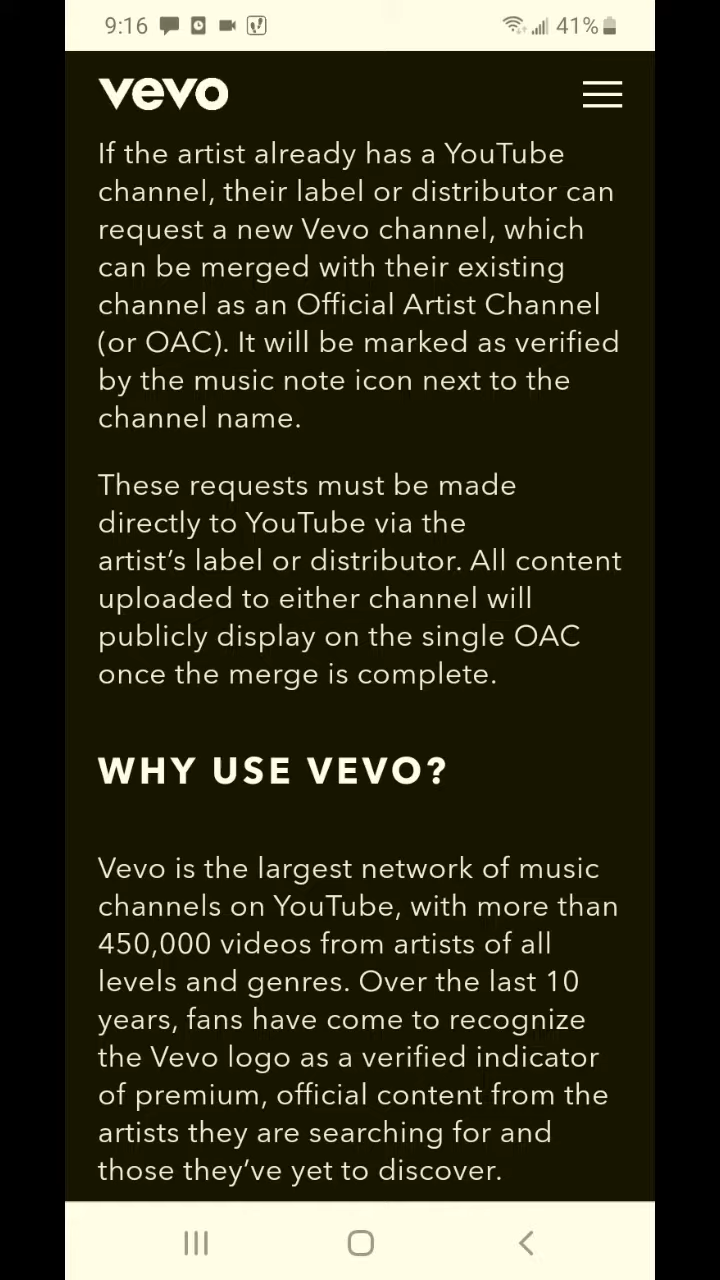 9:16
41%
vevo
If the artist already has a YouTube
channel, their label or distributor can
request a new Vevo channel, which
can be merged with their existing
channel as an Official Artist Channel
(or OAC). It will be marked as verified
by the music note icon next to the
channel name.
These requests must be made
directly to YouTube via the
artist’s label or distributor. All content
uploaded to either channel will
publicly display on the single OAC
once the merge is complete.
WHY USE VEVO?
Vevo is the largest network of music
channels on YouTube, with more than
450,000 videos from artists of all
levels and genres. Over the last 10
years, fans have come to recognize
the Vevo logo as a verified indicator
of premium, official content from the
artists they are searching for and
those they’ve yet to discover.